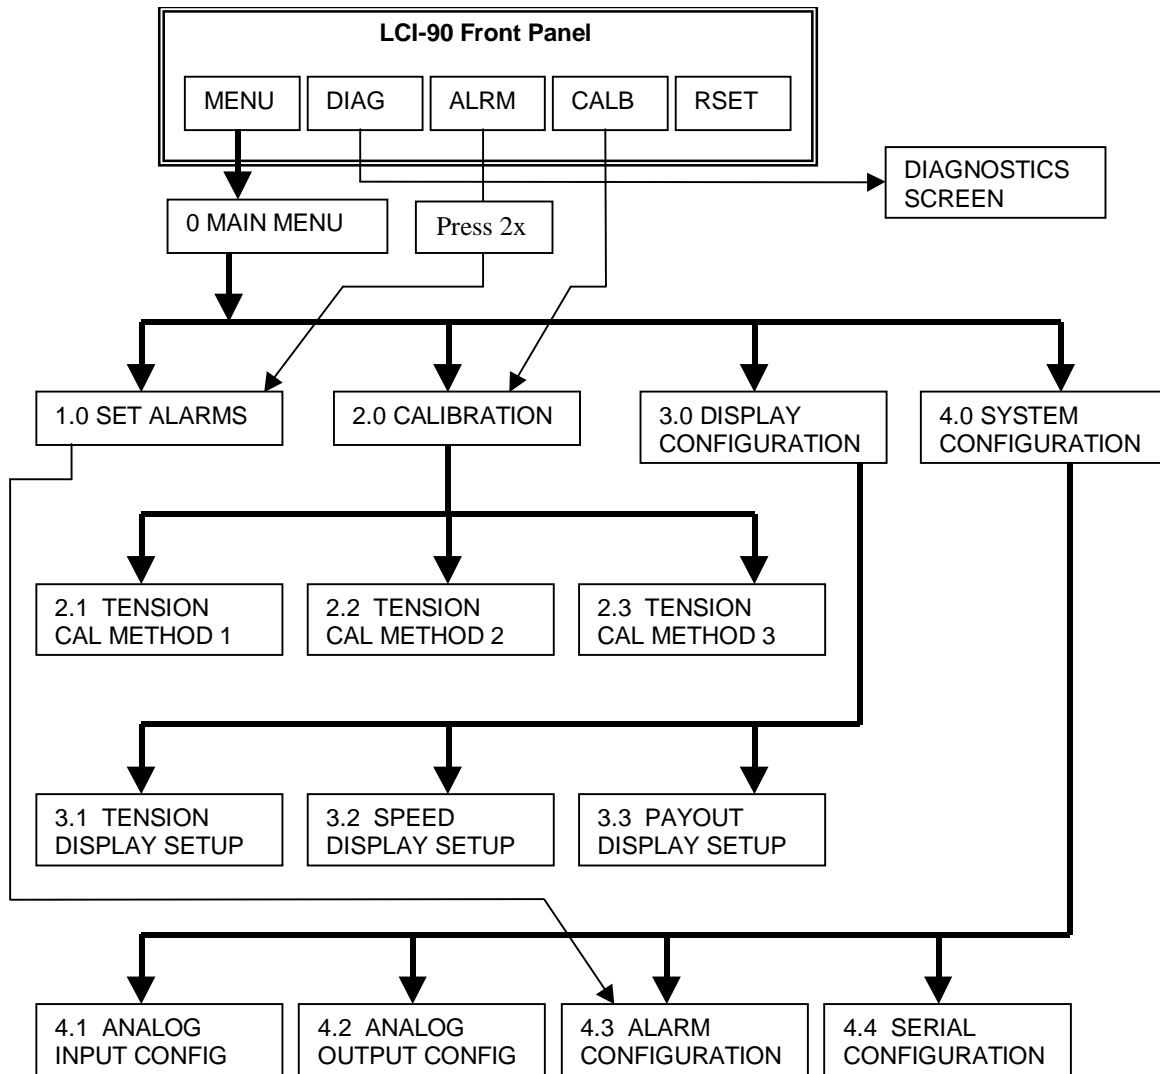 LCI-90 Front Panel
MENU
DIAG
ALRM
CALB
RSET
DIAGNOSTICS
SCREEN
0 MAIN MENU
Press 2x
1.0 SET ALARMS
2.0 CALIBRATION
3.0 DISPLAY
CONFIGURATION
4.0 SYSTEM
CONFIGURATION
2.1 TENSION
CAL METHOD 1
2.2 TENSION
CAL METHOD 2
2.3 TENSION
CAL METHOD 3
3.1 TENSION
DISPLAY SETUP
3.2 SPEED
DISPLAY SETUP
3.3 PAYOUT
DISPLAY SETUP
4.1 ANALOG
INPUT CONFIG
4.2 ANALOG
OUTPUT CONFIG
4.3 ALARM
CONFIGURATION
4.4 SERIAL
CONFIGURATION